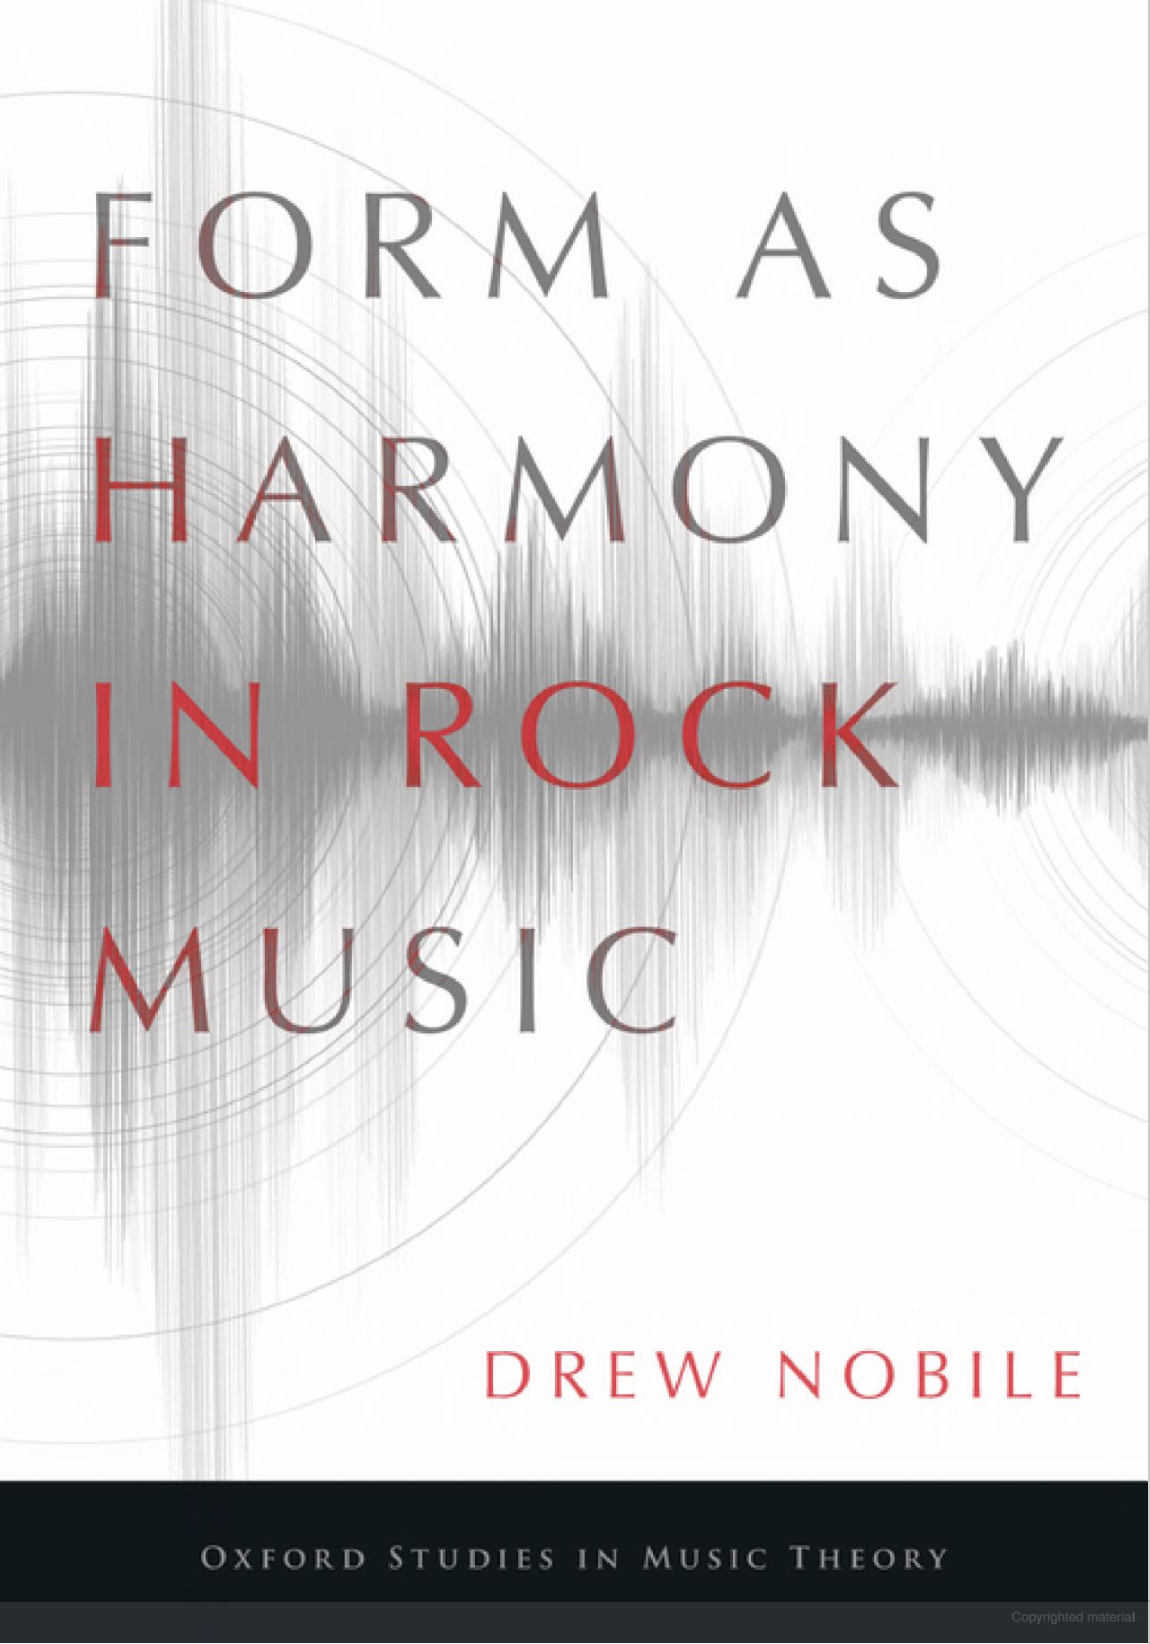 FORM AS
HARMONY
IN ROCK
MUSIC
DREW NOBILE
OXFORD STUDIES IN MUSIC THEORY
Copyrighted material